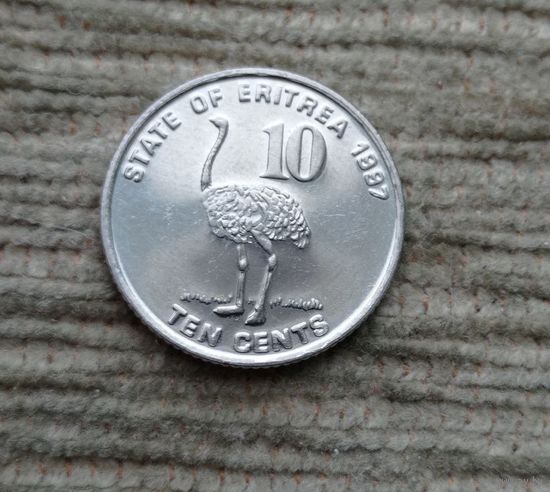 STATE OF ERITREA 1997
10
TEN CENTS